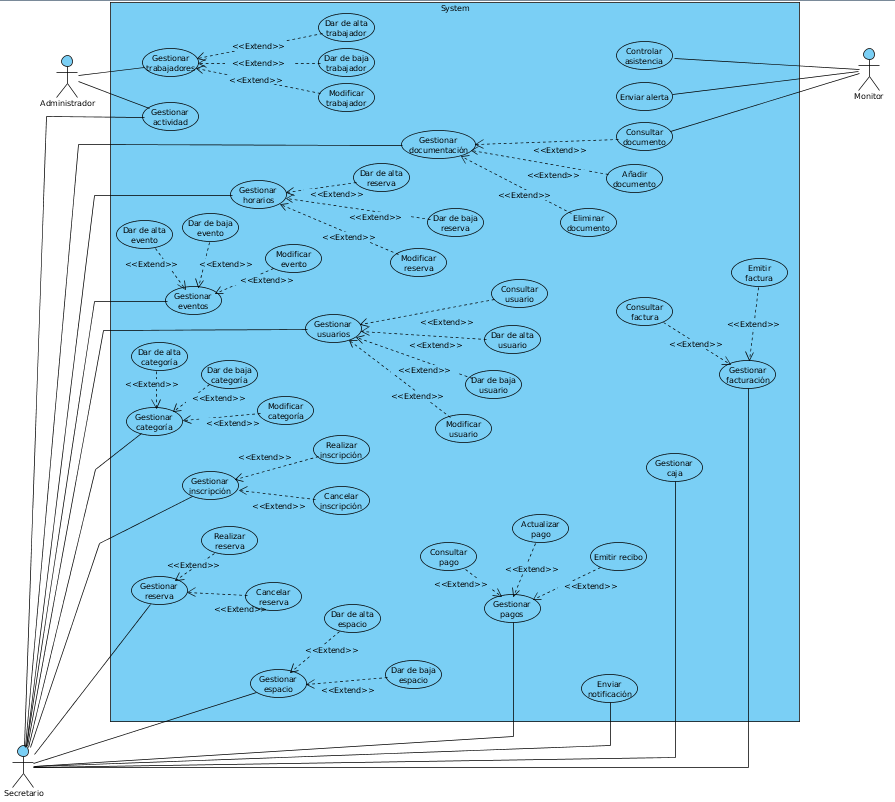 System
Dar de alta
trabajador
<<Extend>>
Gestionar
trabajadores
<<Extend>>
Dar de baja
trabajador
<<Extend>>
Modificar
trabajador
Administrador
Gestionar
actividad
Controlar
asistencia
Enviar alerta
Monitor
Consultar
documento
Gestionar
documentación
<<Extend>>
<<Extend>>
Añadir
documento
<<Extend>>
Eliminar
documento
Dar de alta
reserva
Gestionar
horarios
<<Extend>>
<<Extend>>
Dar de baja
reserva
<<Extend>>
Modificar
reserva
Dar de alta
evento
Dar de baja
evento
Modificar
evento
<<Extend>>
<<Extend>>
<<Extend>>
Gestionar
eventos
Consultar
usuario
Gestionar
usuarios
<<Extend>>
Dar de alta
usuario
<<Extend>>
<<Extend>>
Dar de baja
usuario
<<Extend>>
Modificar
usuario
Emitir
factura
Consultar
factura
<<Extend>>
<<Extend>>
Gestionar
facturación
Dar de alta
categoría
Dar de baja
categoría
<<Extend>>
<<Extend>>
Modificar
categoría
<<Extend>>
Gestionar
categoría
Realizar
inscripción
<<Extend>>
Gestionar
inscripción
Cancelar
inscripción
<<Extend>>
Gestionar
caja
Realizar
reserva
<<Extend>>
Gestionar
reserva
Cancelar
reserva
<<Extend>>
Actualizar
pago
Consultar
pago
Emitir recibo
<<Extend>>
<<Extend>>
<<Extend>>
Gestionar
pagos
Dar de alta
espacio
<<Extend>>
Gestionar
espacio
Dar de baja
espacio
<<Extend>>
Enviar
notificación
Secretario